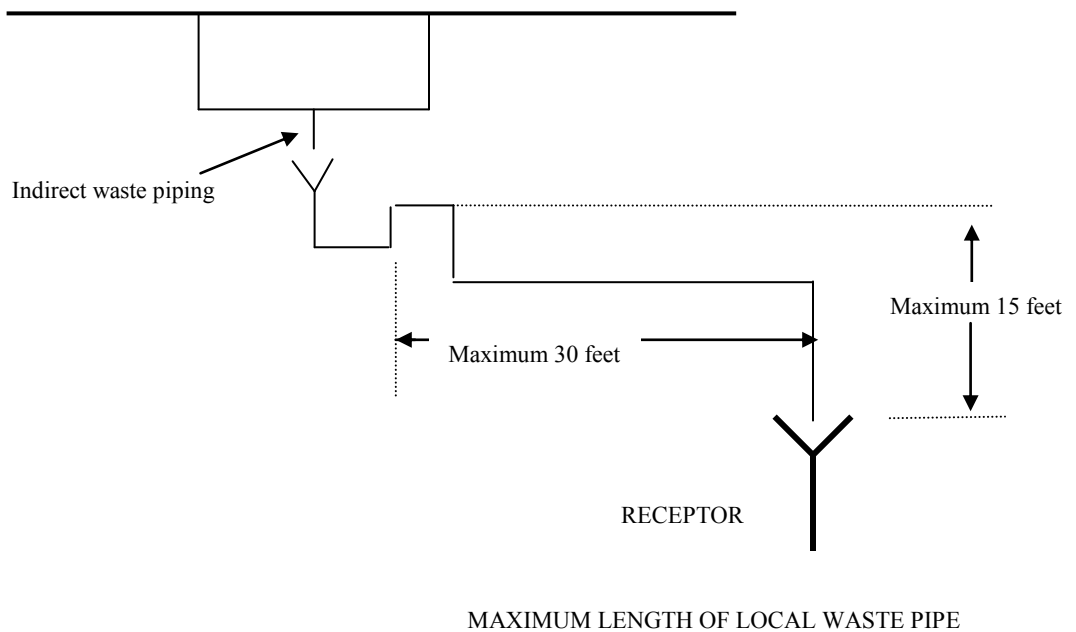 Indirect waste piping
Maximum 15 feet
Maximum 30 feet
RECEPTOR
MAXIMUM LENGTH OF LOCAL WASTE PIPE